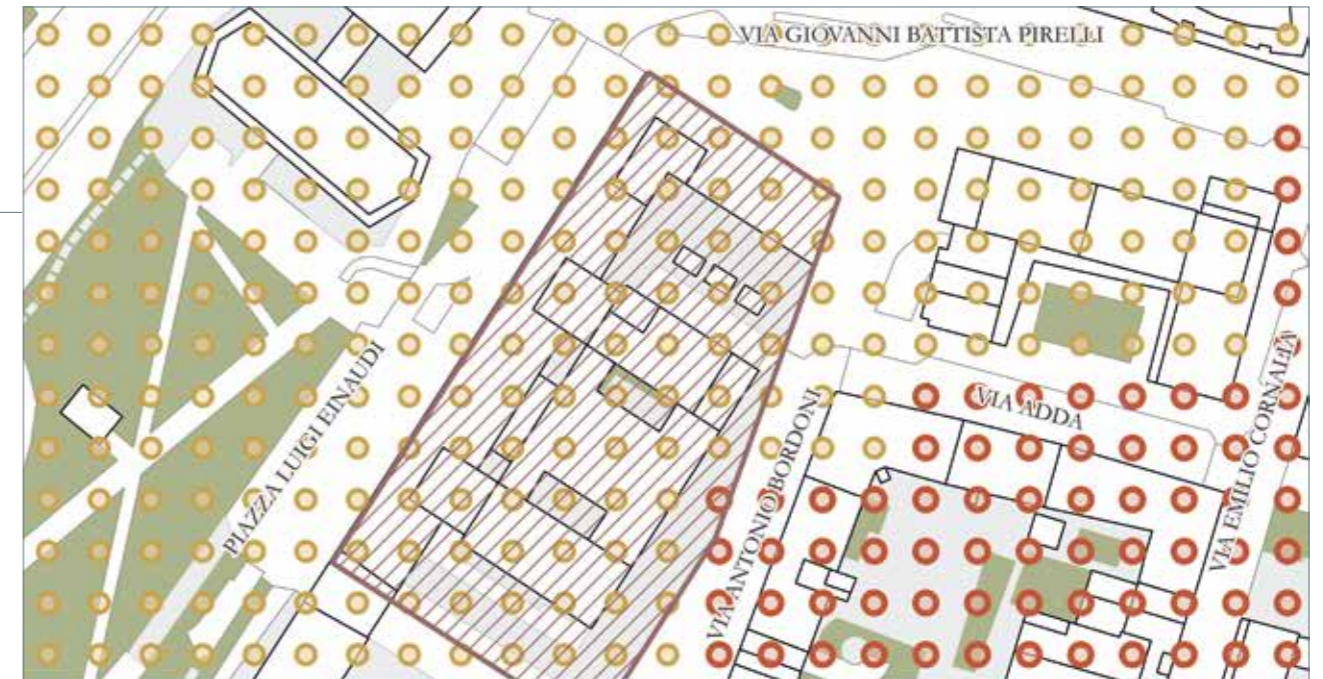 VIA GIOVANNI BATTISTA PIRELLI
PIAZZA LUIGI EINAUDI
VIA ADDA
VIA ANTONIO BORDONI
VIA EMILIO CORNALIA